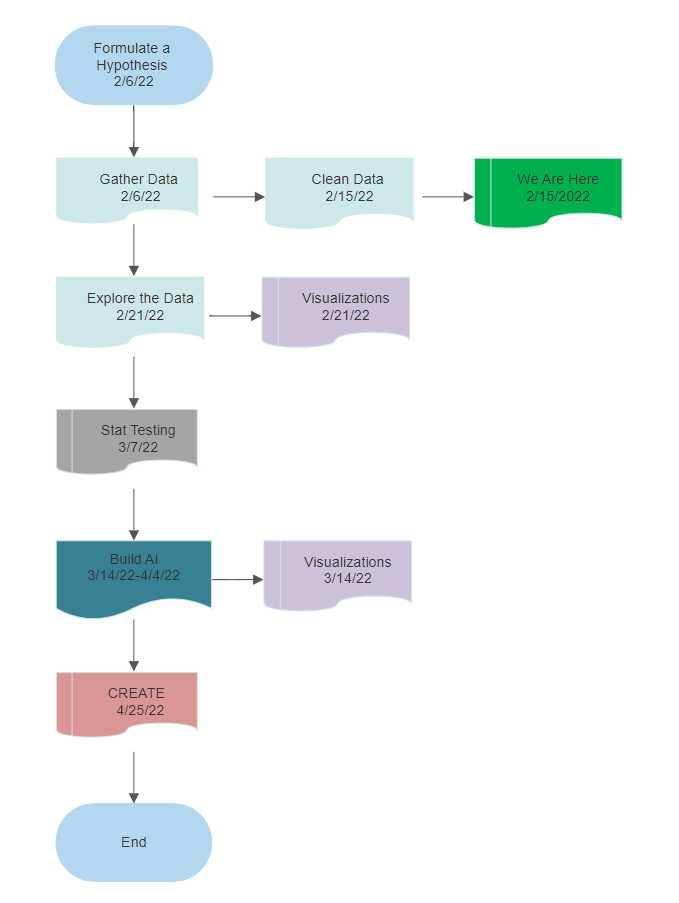 Formulate a
Hypothesis
2/6/22
Gather Data
2/6/22
Clean Data
2/15/22
We Are Here
2/15/2022
Explore the Data
2/21/22
Visualizations
2/21/22
Stat Testing
3/7/22
Build Ai
3/14/22-4/4/22
Visualizations
3/14/22
CREATE
4/25/22
End